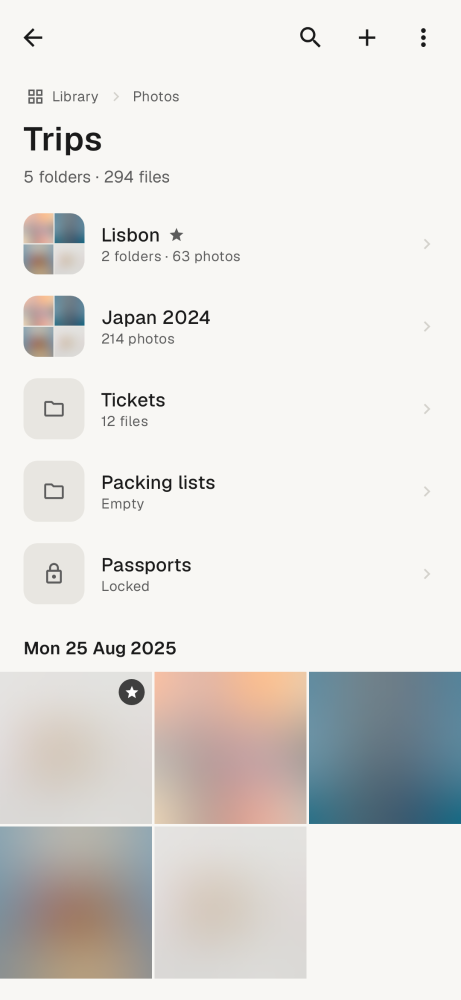 Library
Photos
Trips
5 folders · 294 files
Lisbon
2 folders · 63 photos
Japan 2024
214 photos
Tickets
12 files
Packing lists
Empty
Passports
Locked
Mon 25 Aug 2025